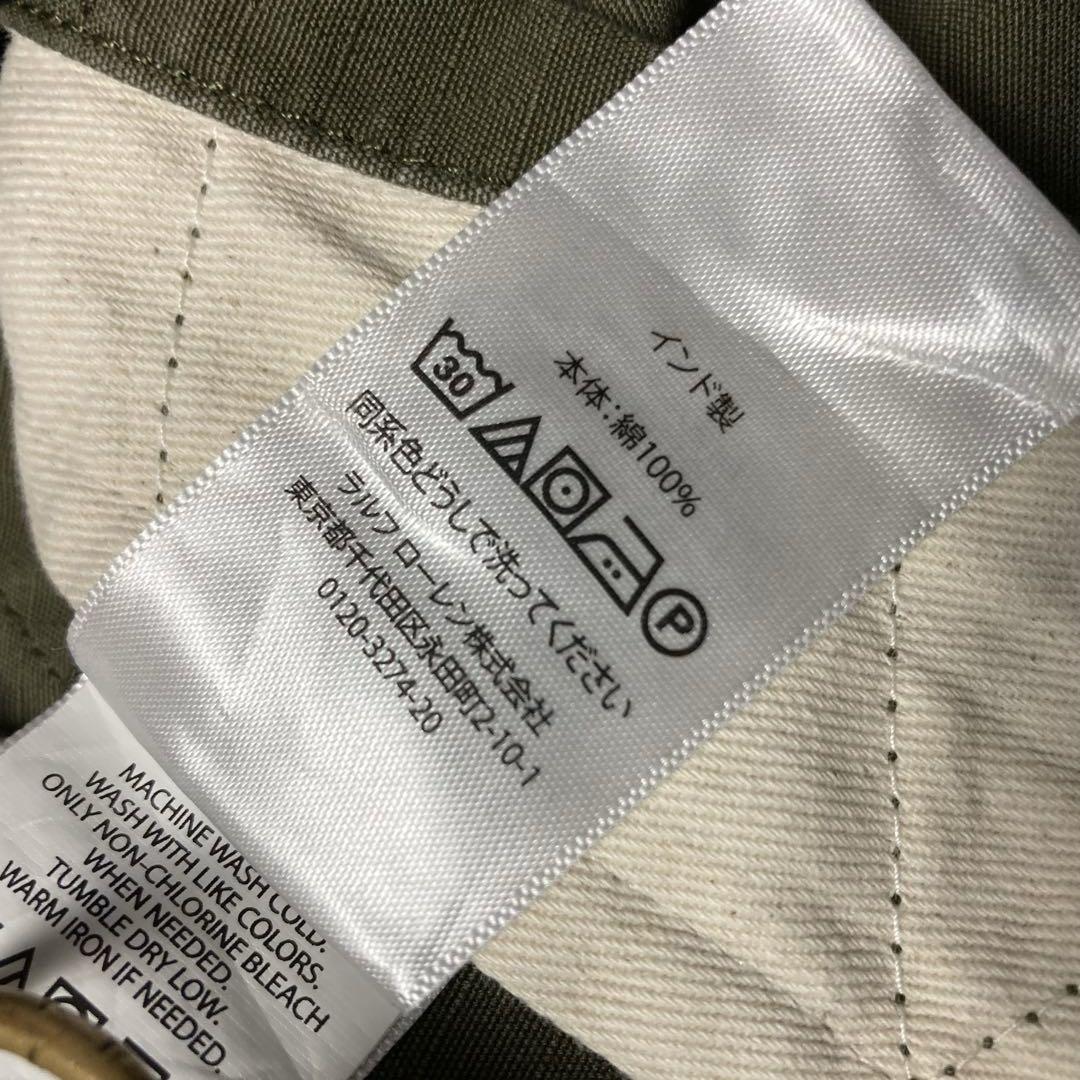 インド製
本体：綿100%
30
P
同系色どうしで洗ってください
ラルフ ローレン株式会社
東京都千代田区永田町2-10-1
0120-3274-20
MACHINE WASH COLD.
WASH WITH LIKE COLORS.
ONLY NON-CHLORINE BLEACH
WHEN NEEDED.
TUMBLE DRY LOW.
WARM IRON IF NEEDED.